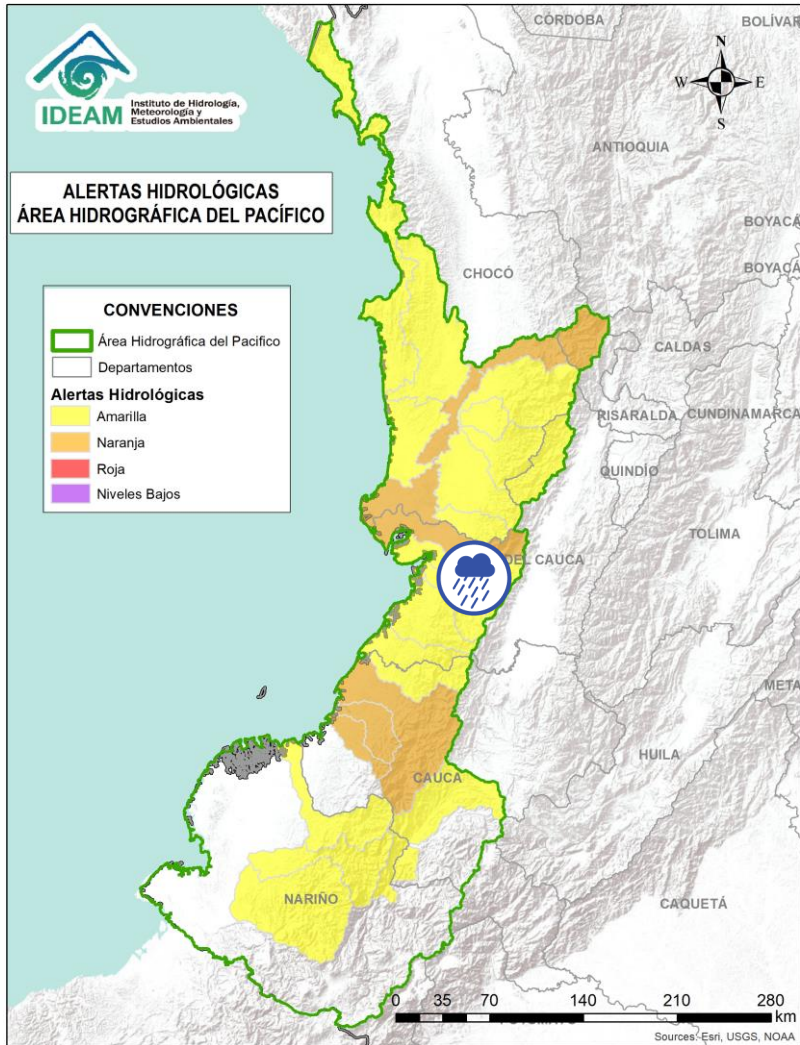 CÓRDOBA
BOLÍVAR
IDEAM
Instituto de Hidrología,
Meteorología y
Estudios Ambientales
N
W E
S
ANTIOQUIA
ALERTAS HIDROLÓGICAS
ÁREA HIDROGRÁFICA DEL PACÍFICO
BOYACÁ
BOYACÁ
CHOCÓ
CONVENCIONES
Área Hidrográfica del Pacifico
Departamentos
Alertas Hidrológicas
Amarilla
Naranja
Roja
Niveles Bajos
CALDAS
RISARALDA
CUNDINAMARCA
QUINDÍO
TOLIMA
DEL CAUCA
META
HUILA
CAUCA
NARIÑO
CAQUETÁ
0 35 70 140 210 280
km
Sources: Esri, USGS, NOAA